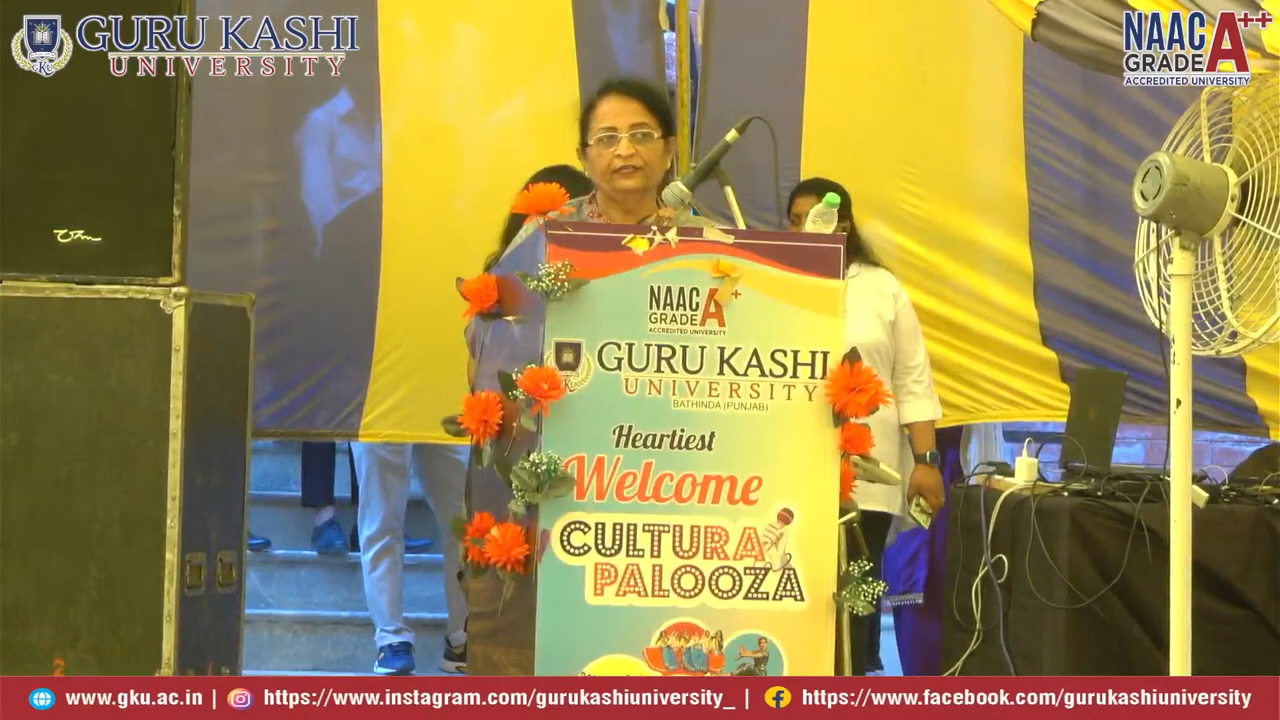 GURU KASHI
UNIVERSITY
NAAC
GRADE A++
ACCREDITED UNIVERSITY
NAAC
GRADE A+
ACCREDITED UNIVERSITY
GURU KASHI
UNIVERSITY
BATHINDA (PUNJAB)
Heartiest
Welcome
CULTURA
PALOOZA
www.gku.ac.in | https://www.instagram.com/gurukashiuniversity_ | https://www.facebook.com/gurukashiuniversity